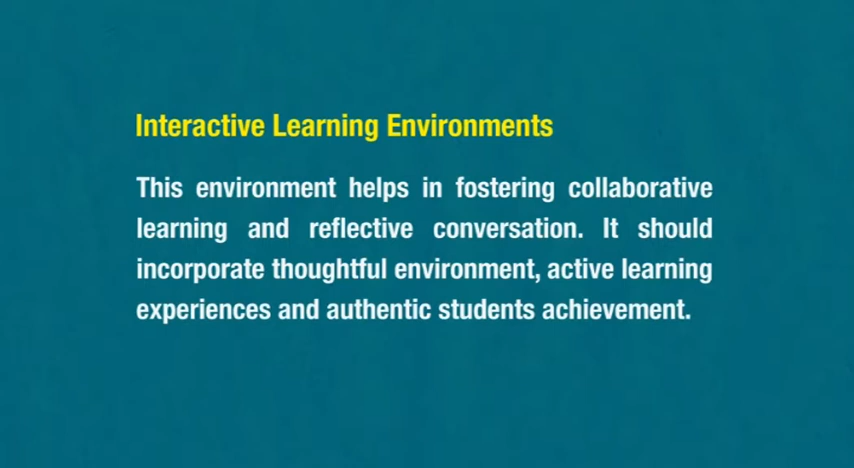 Interactive Learning Environments
This environment helps in fostering collaborative
learning and reflective conversation. It should
incorporate thoughtful environment, active learning
experiences and authentic students achievement.